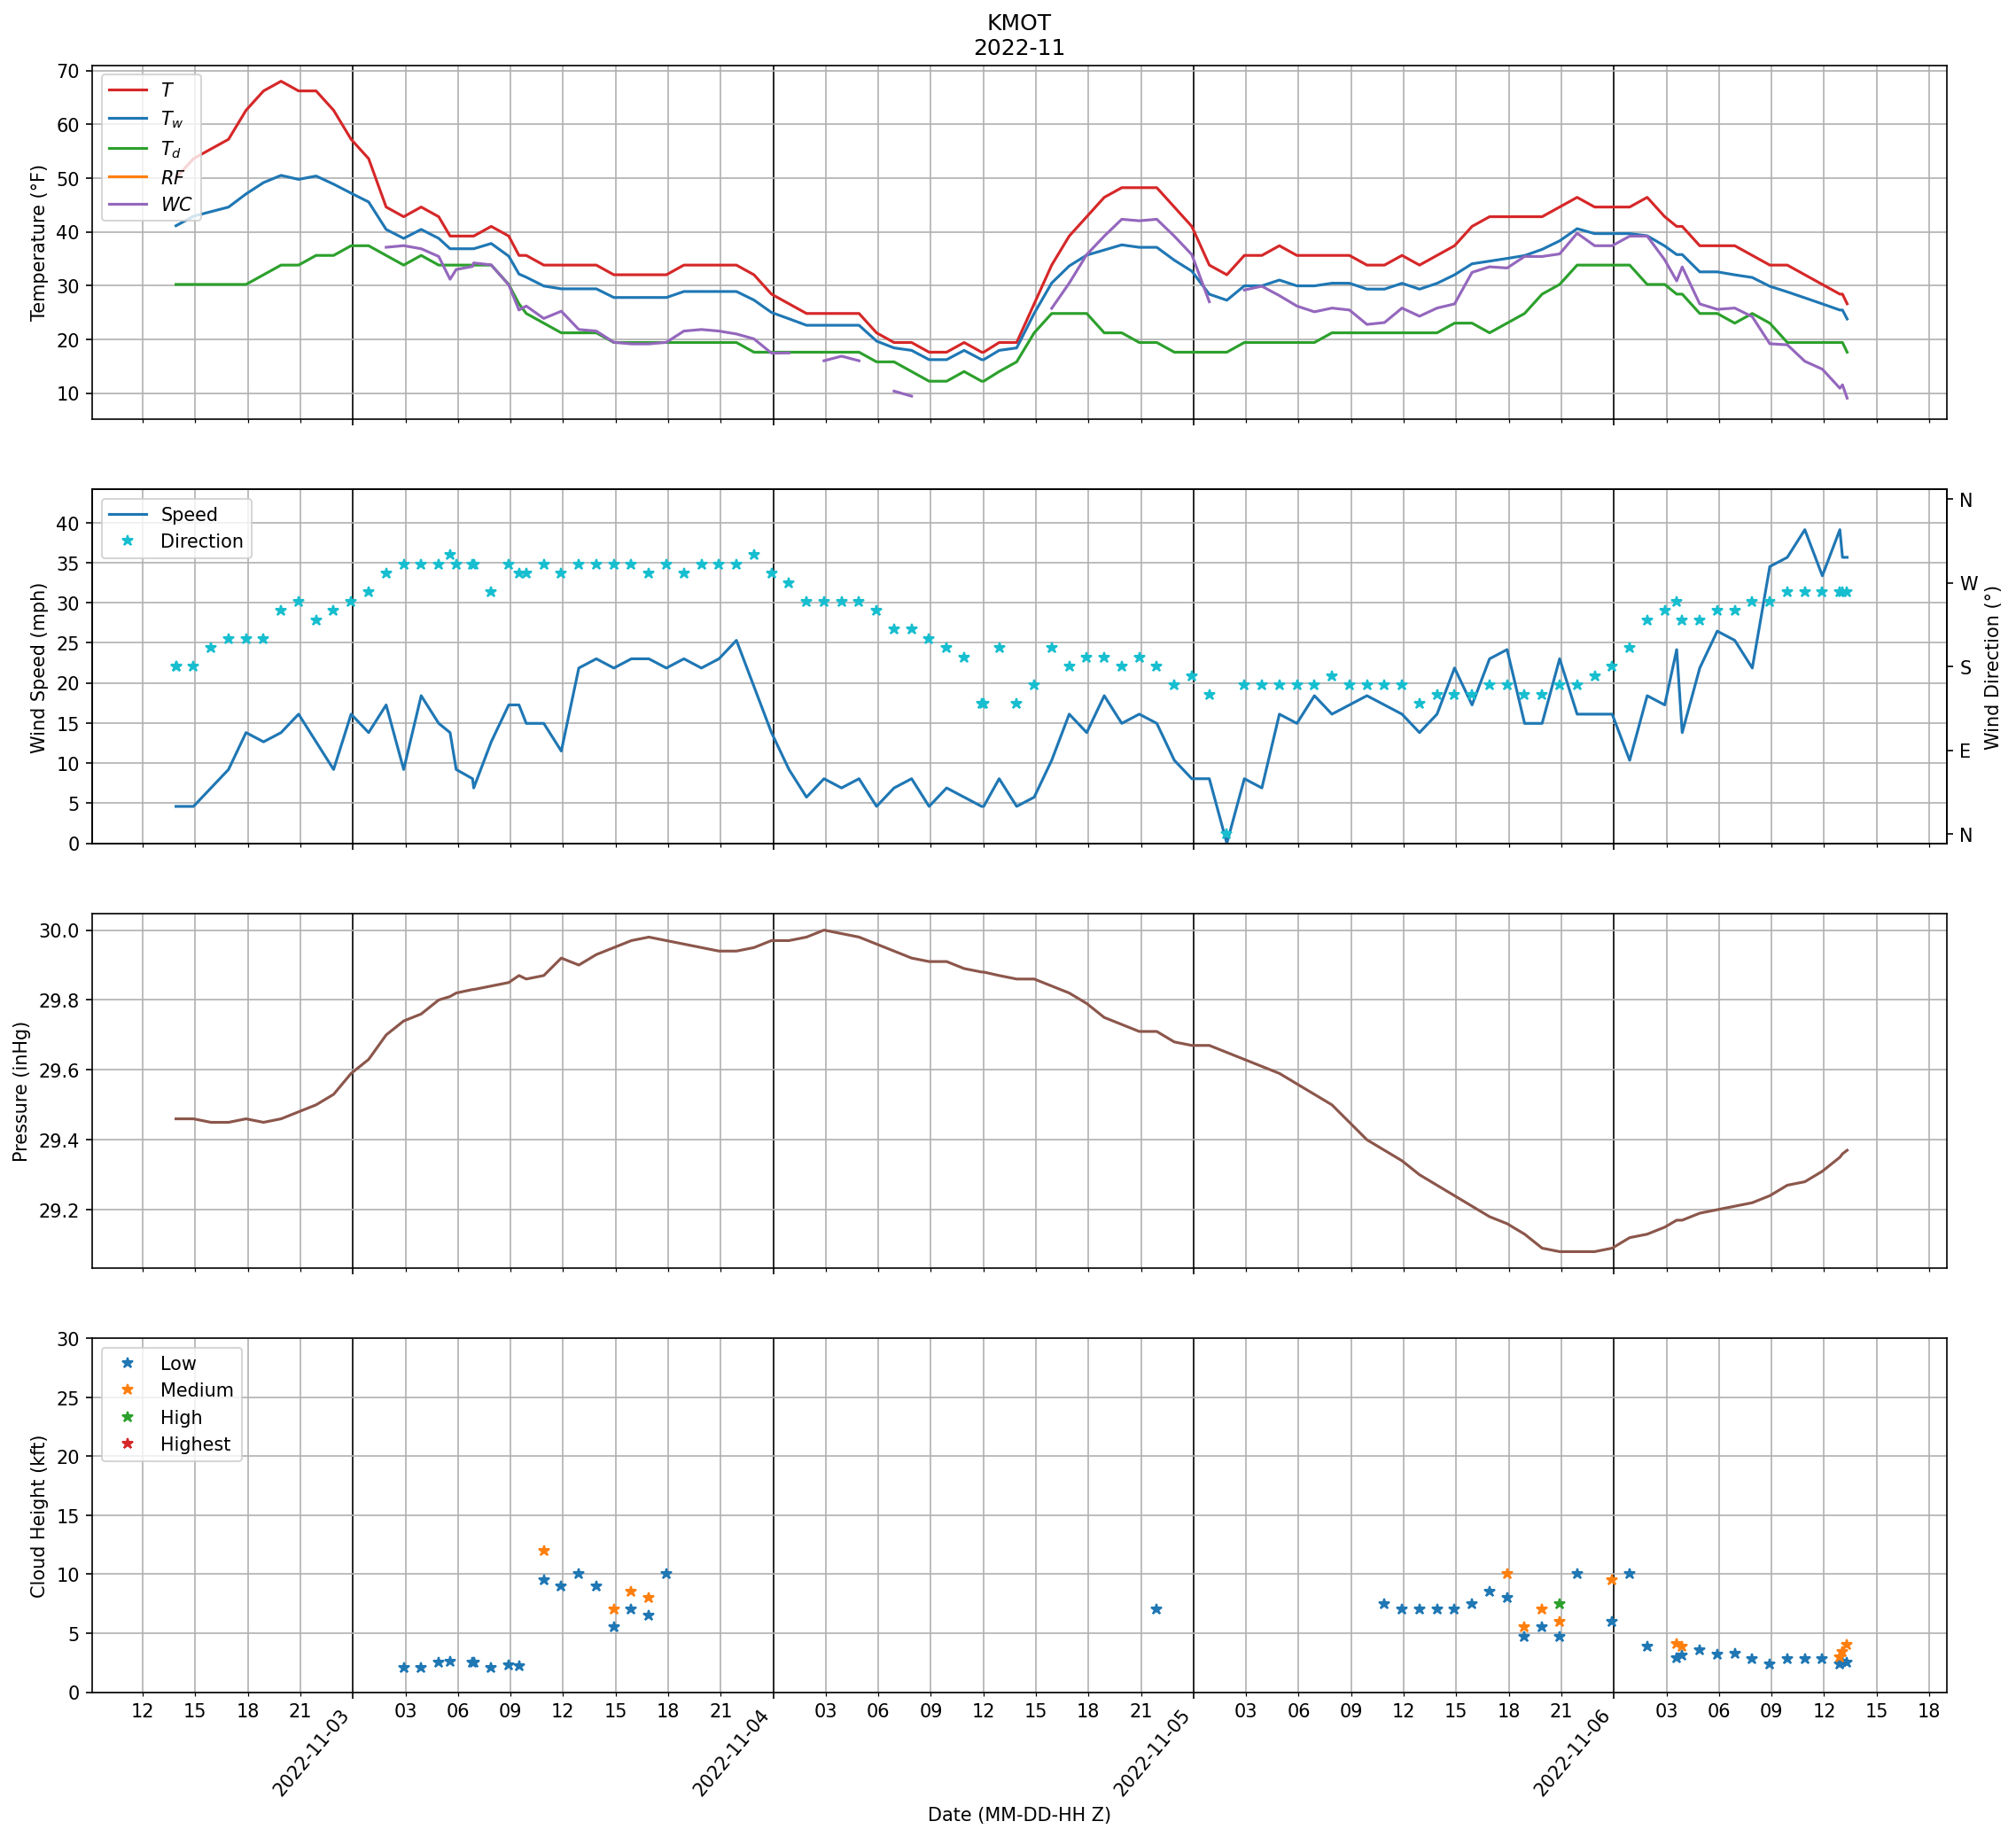 KMOT
2022-11
70
60
50
40
30
20
10
Temperature (°F)
T
Tw
Td
RF
WC
40
35
30
25
20
15
10
5
0
Wind Speed (mph)
Speed
Direction
N
W
S
E
N
Wind Direction (°)
30.0
29.8
29.6
29.4
29.2
Pressure (inHg)
30
25
20
15
10
5
0
Cloud Height (kft)
Low
Medium
High
Highest
12 15 18 21 03 06 09 12 15 18 21 03 06 09 12 15 18 21 03 06 09 12 15 18 21 03 06 09 12 15 18
2022-11-03 2022-11-04 2022-11-05 2022-11-06
Date (MM-DD-HH Z)